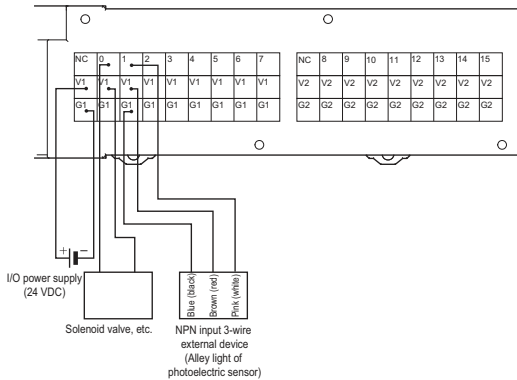 NC 0 1 2 3 4 5 6 7
V1 V1 V1 V1 V1 V1 V1 V1 V1
G1 G1 G1 G1 G1 G1 G1 G1 G1
NC 8 9 10 11 12 13 14 15
V2 V2 V2 V2 V2 V2 V2 V2 V2
G2 G2 G2 G2 G2 G2 G2 G2 G2
+ −
I/O power supply
(24 VDC)
Solenoid valve, etc.
Blue (black)
Brown (red)
Pink (white)
NPN input 3-wire
external device
(Alley light of
photoelectric sensor)